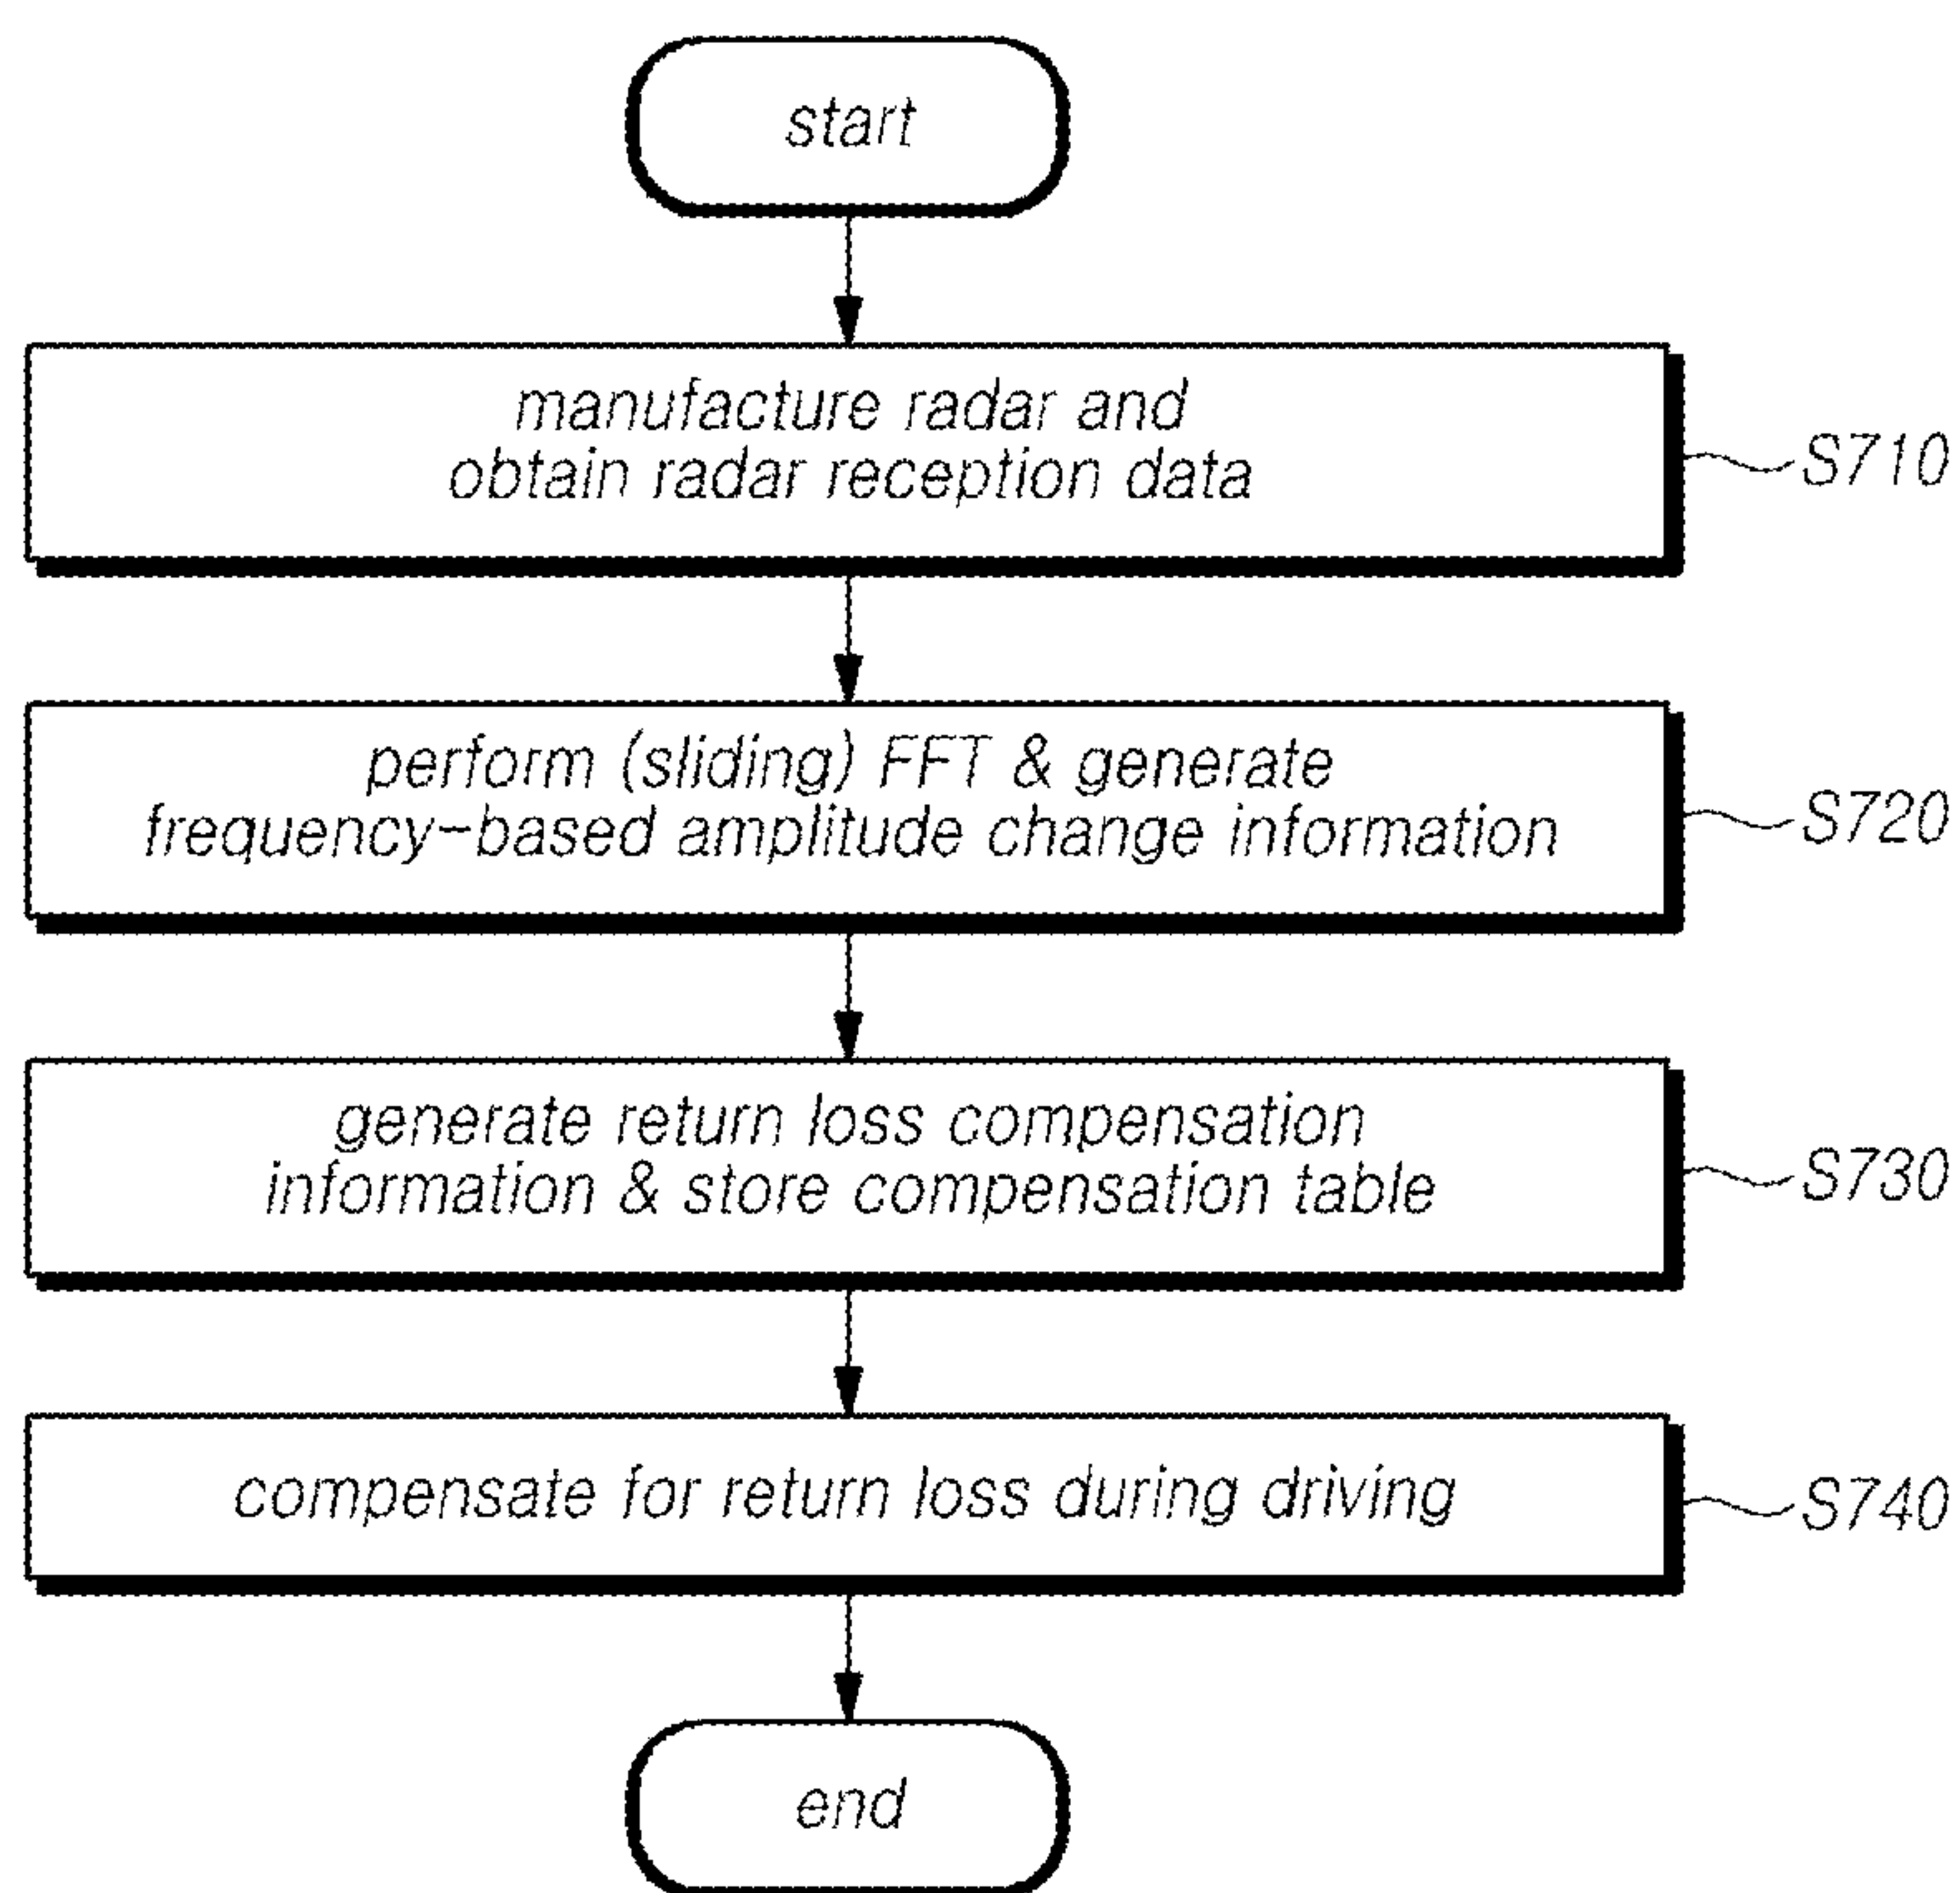 start
manufacture radar and
obtain radar reception data
S710
perform (sliding) FFT & generate
frequency-based amplitude change information
S720
generate return loss compensation
information & store compensation table
S730
compensate for return loss during driving
S740
end